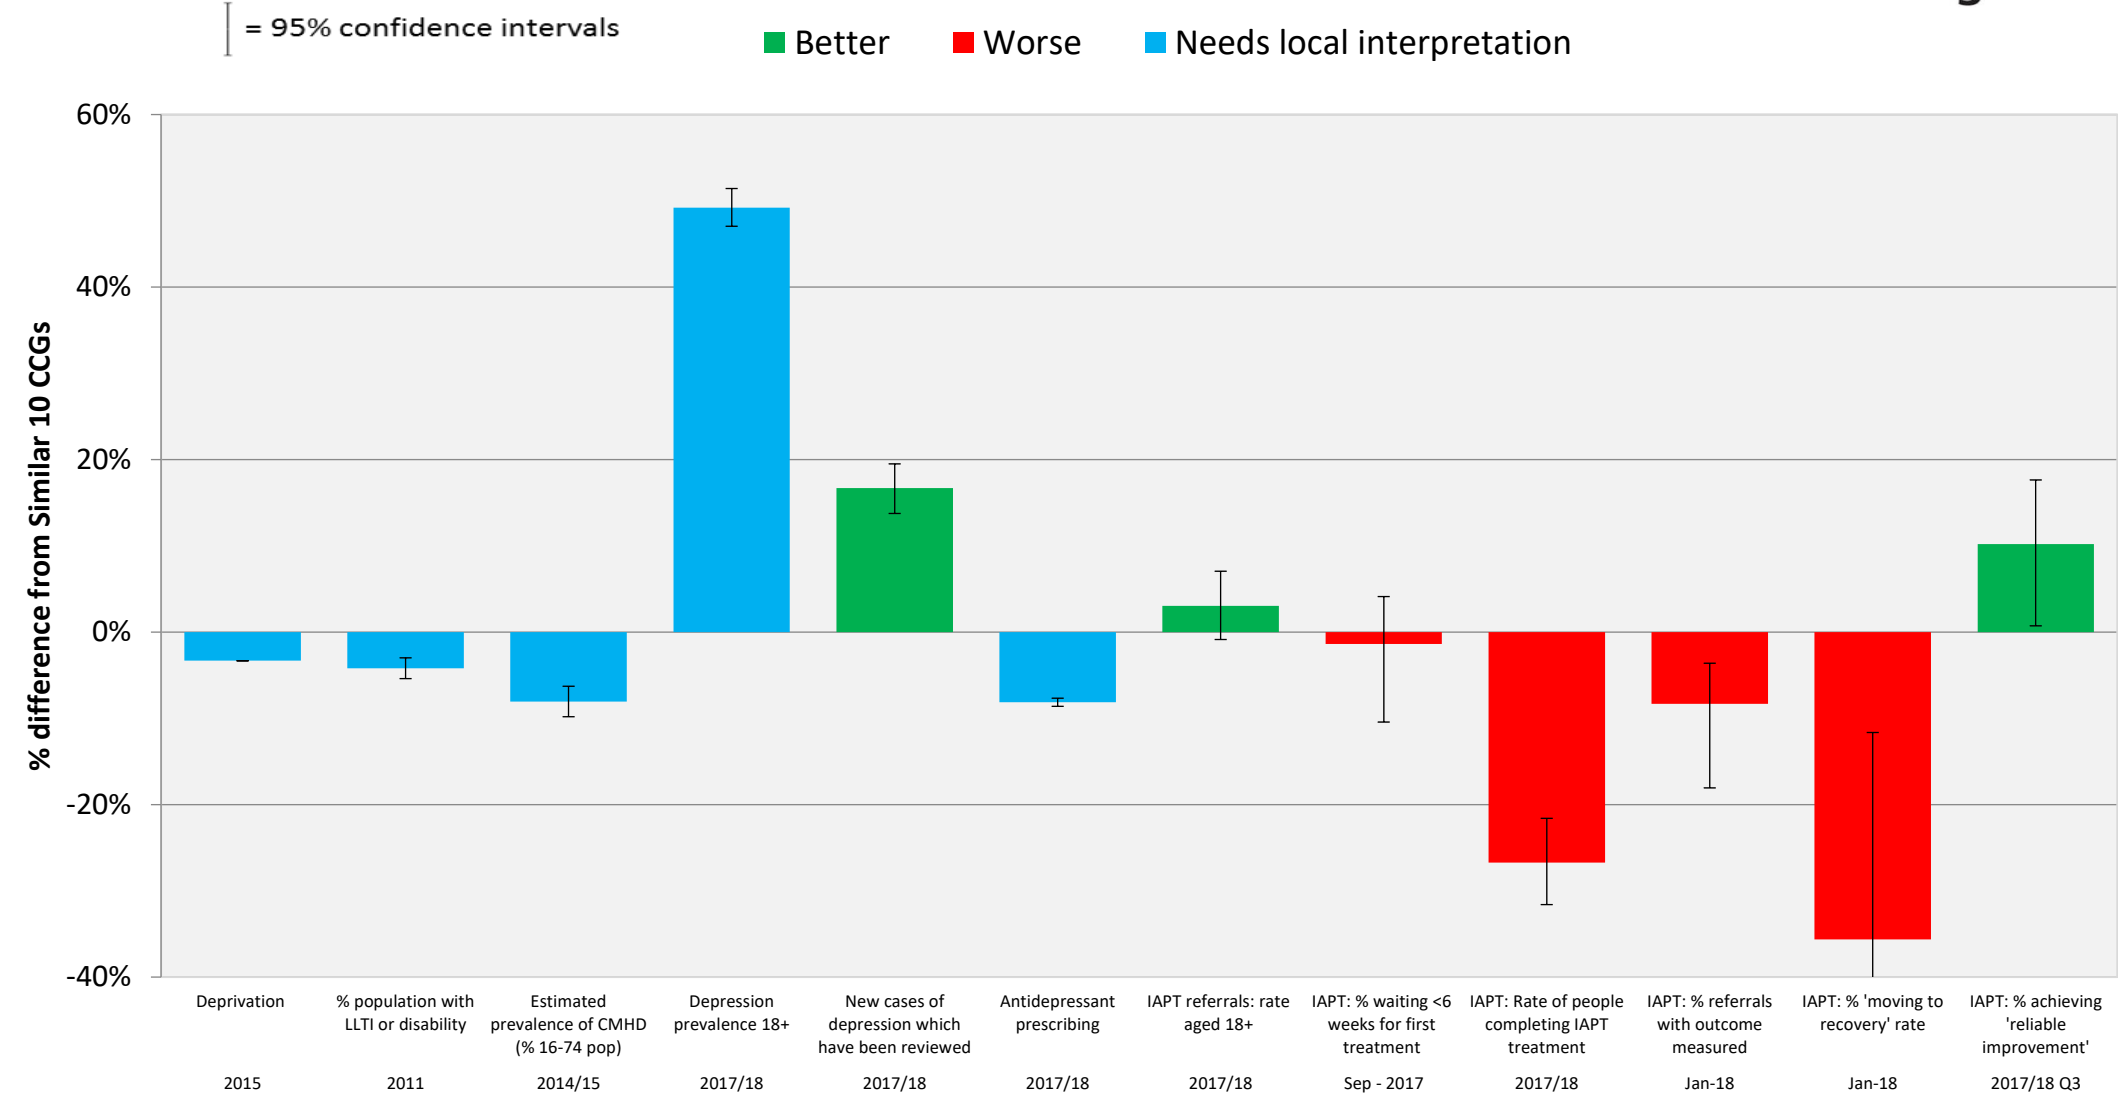 = 95% confidence intervals
Better
Worse
Needs local interpretation
60%
40%
20%
0%
-20%
-40%
% difference from Similar 10 CCGs
Deprivation
2015
% population with
LLTI or disability
2011
Estimated
prevalence of CMHD
(% 16-74 pop)
2014/15
Depression
prevalence 18+
2017/18
New cases of
depression which
have been reviewed
2017/18
Antidepressant
prescribing
2017/18
IAPT referrals: rate
aged 18+
2017/18
IAPT: % waiting <6
weeks for first
treatment
Sep - 2017
IAPT: Rate of people
completing IAPT
treatment
2017/18
IAPT: % referrals
with outcome
measured
Jan-18
IAPT: % 'moving to
recovery' rate
Jan-18
IAPT: % achieving
'reliable
improvement'
2017/18 Q3